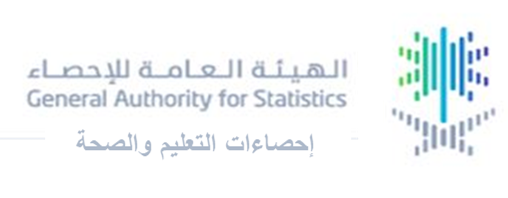 الهيئة العامة للإحصاء
General Authority for Statistics
إحصاءات التعليم والصحة